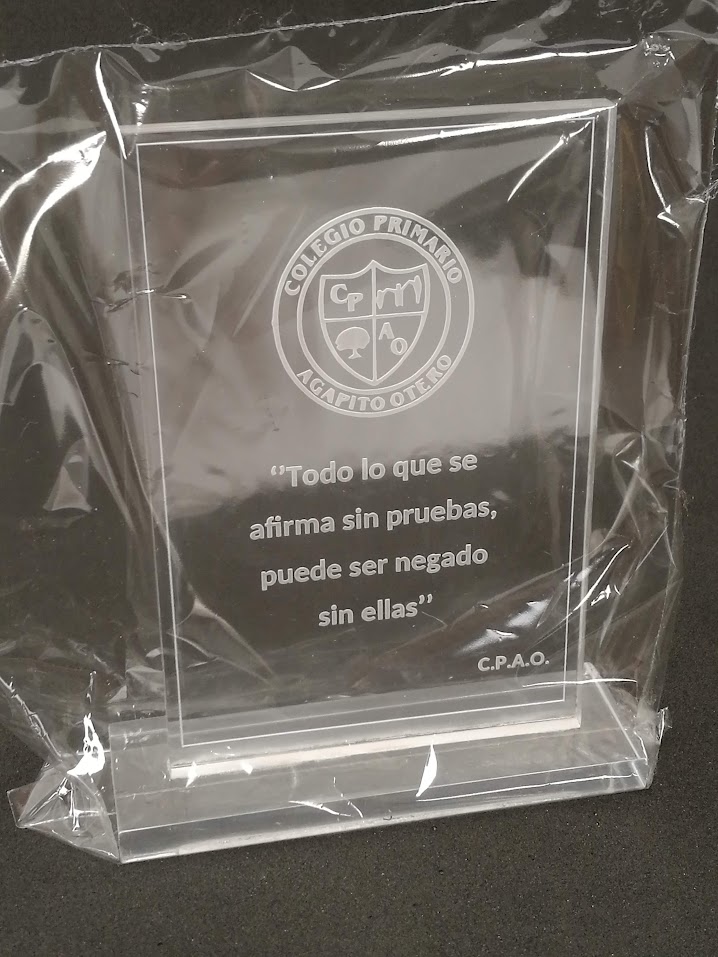 COLEGIO PRIMARIO
CP
AO
AGAPITO OTERO
‘’Todo lo que se
afirma sin pruebas,
puede ser negado
sin ellas’’
C.P.A.O.